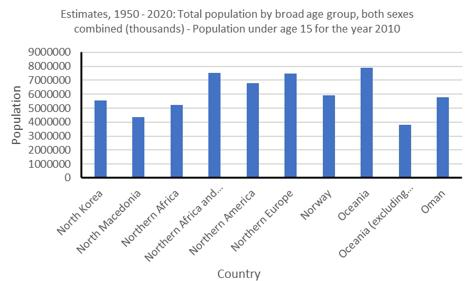 Estimates, 1950 - 2020: Total population by broad age group, both sexes
combined (thousands) - Population under age 15 for the year 2010
9000000
8000000
7000000
6000000
5000000
4000000
3000000
2000000
1000000
0
Population
North Korea
North Macedonia
Northern Africa
Northern Africa and...
Northern America
Northern Europe
Norway
Oceania
Oceania (excluding...
Oman
Country